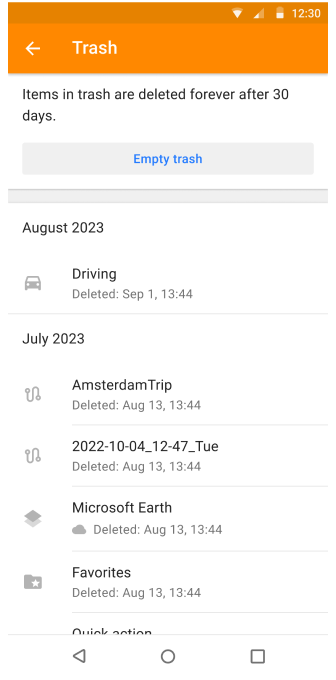 12:30
Trash
Items in trash are deleted forever after 30
days.
Empty trash
August 2023
Driving
Deleted: Sep 1, 13:44
July 2023
AmsterdamTrip
Deleted: Aug 13, 13:44
2022-10-04_12-47_Tue
Deleted: Aug 13, 13:44
Microsoft Earth
Deleted: Aug 13, 13:44
Favorites
Deleted: Aug 13, 13:44
Quick action